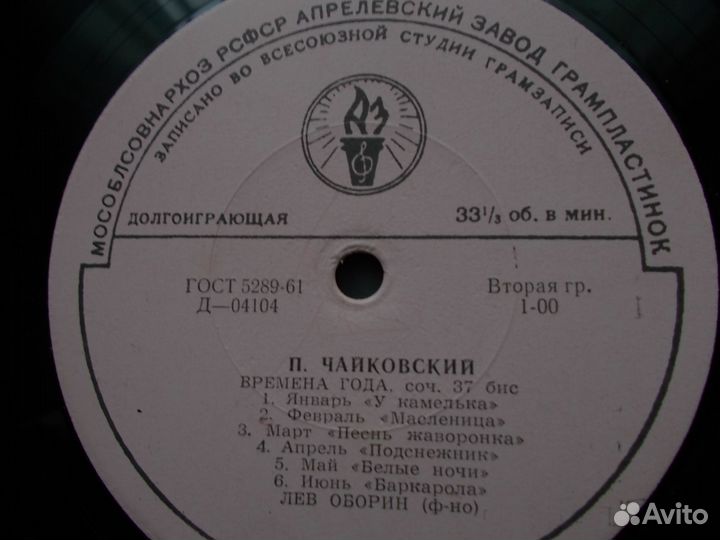 МОСОБЛСОВНАРХОЗ РСФСР АПРЕЛЕВСКИЙ ЗАВОД ГРАМПЛАСТИНОК
ЗАПИСАНО ВО ВСЕСОЮЗНОЙ СТУДИИ ГРАМЗАПИСИ
АЗ
ДОЛГОИГРАЮЩАЯ
33⅓ об. в мин.
ГОСТ 5289-61
Вторая гр.
Д—04104
1-00
П. ЧАЙКОВСКИЙ
ВРЕМЕНА ГОДА, соч. 37 бис
1. Январь «У камелька»
2. Февраль «Масленица»
3. Март «Песнь жаворонка»
4. Апрель «Подснежник»
5. Май «Белые ночи»
6. Июнь «Баркарола»
ЛЕВ ОБОРИН (ф-но)
Avito